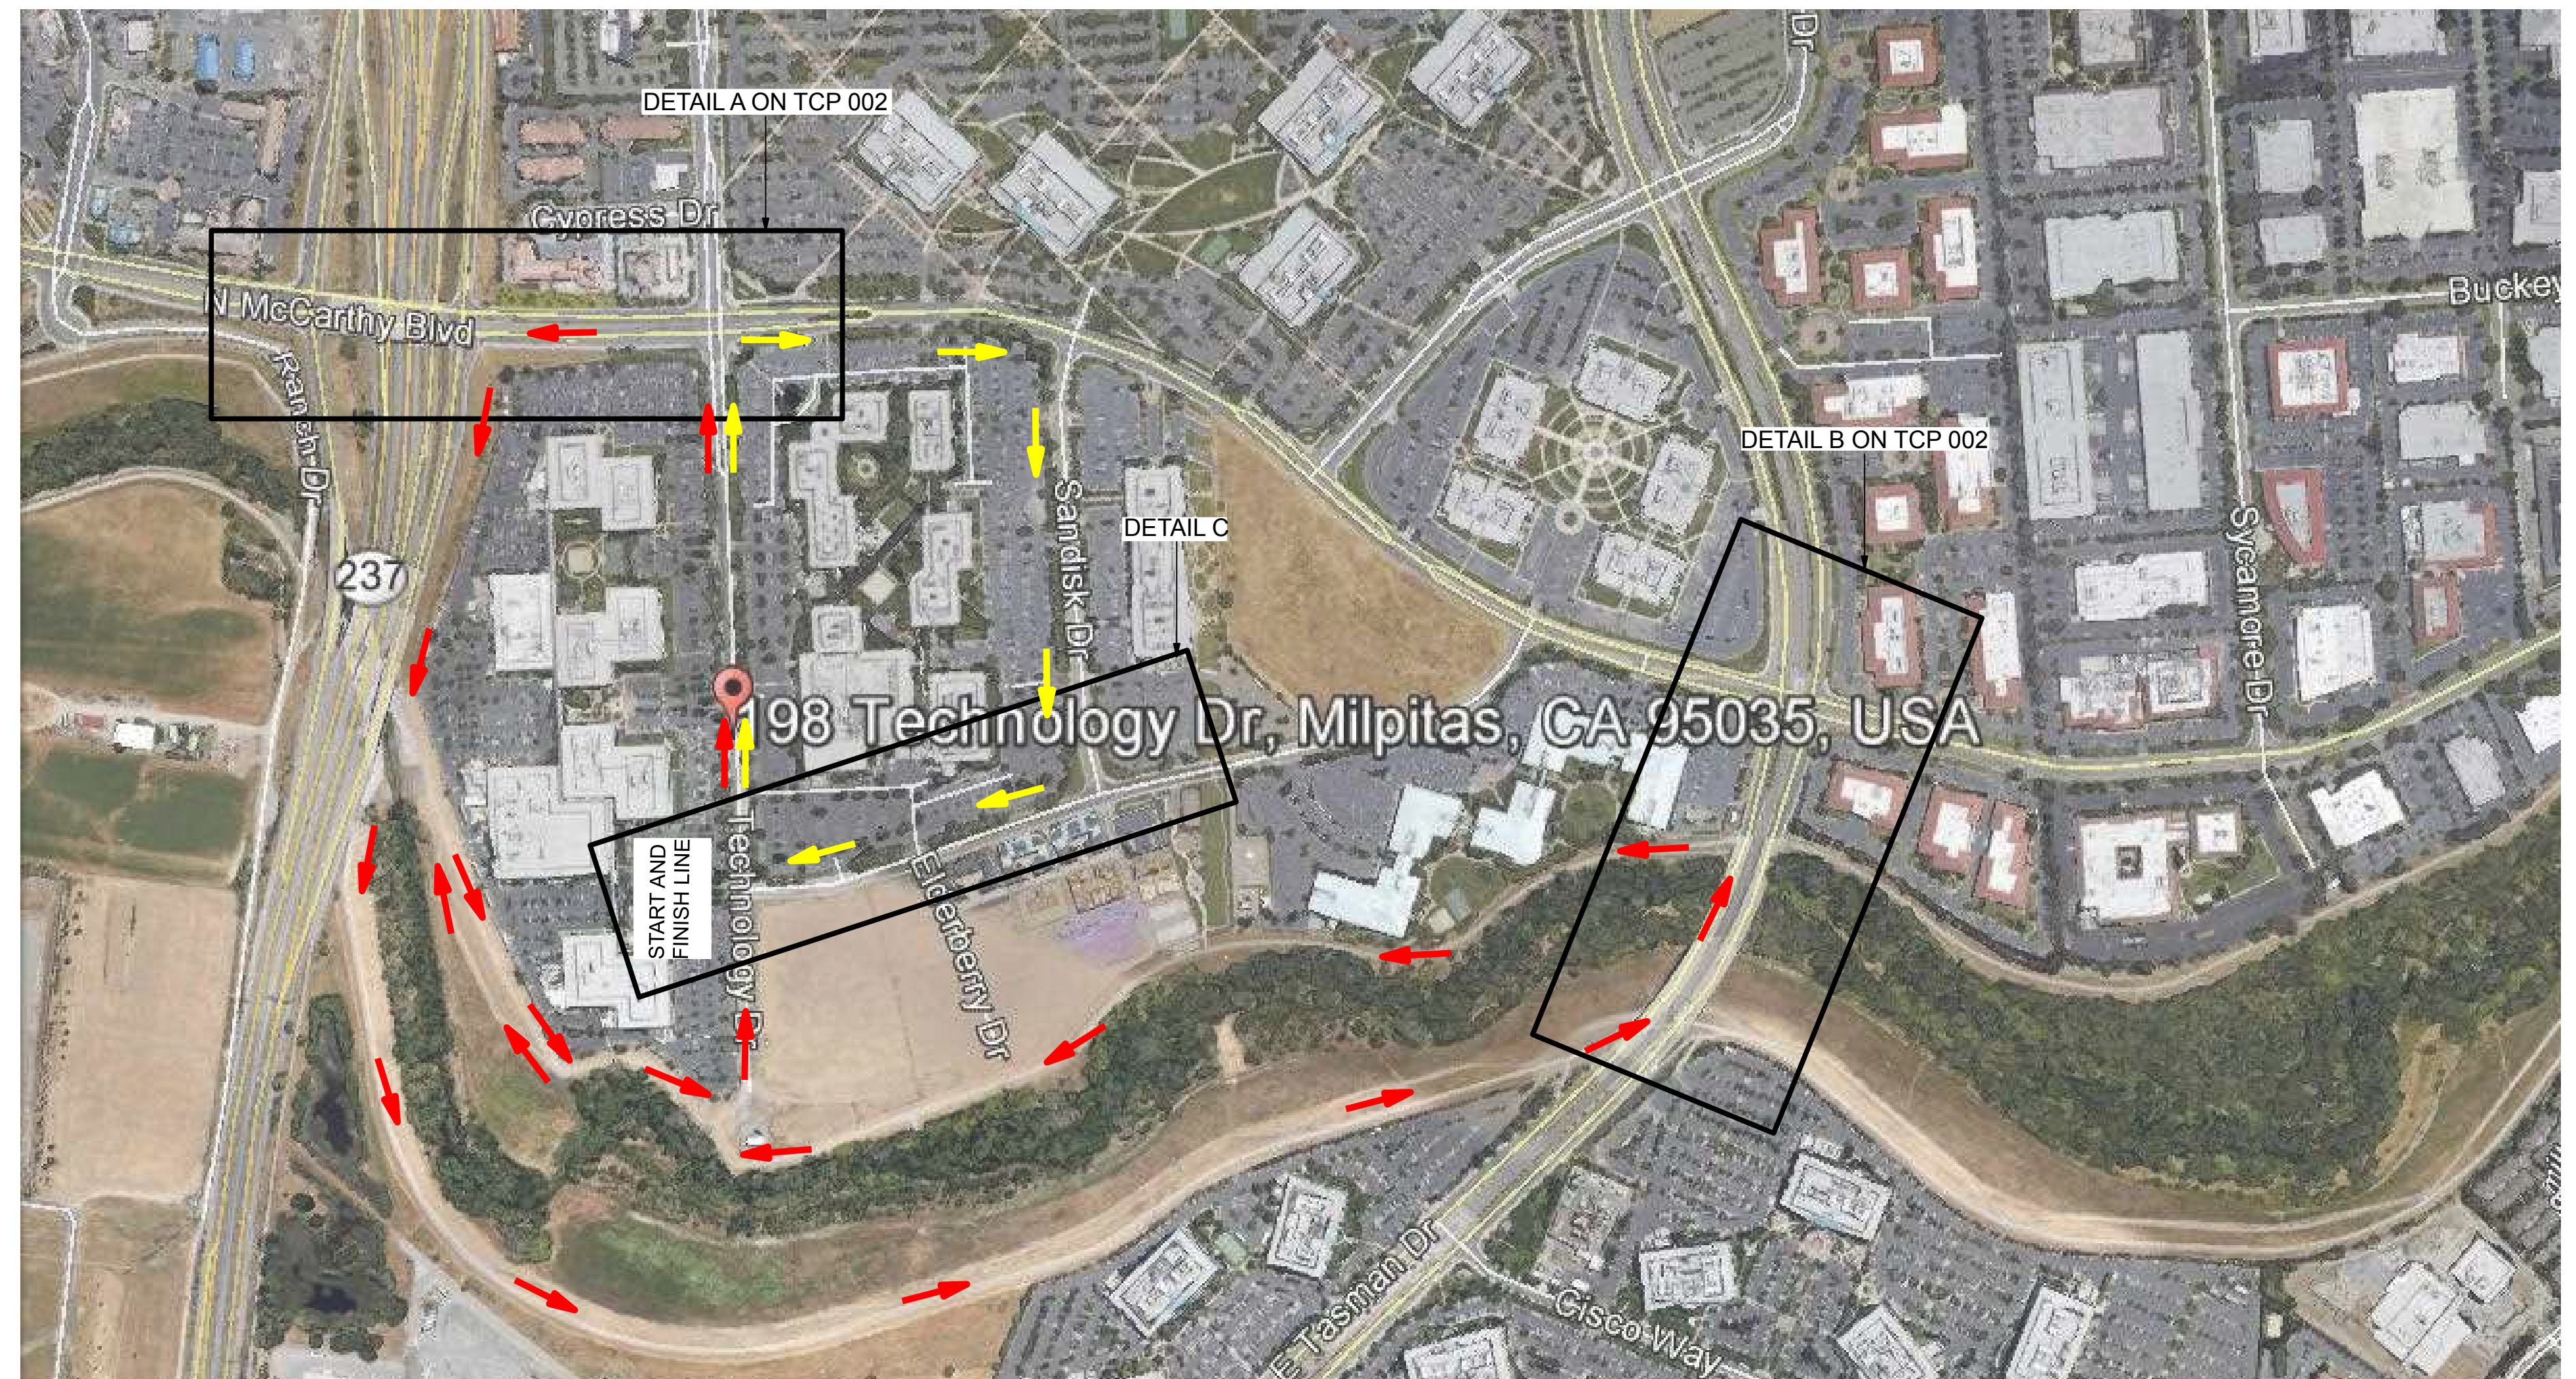 Dr
DETAIL A ON TCP 002
Cypress Dr
N McCarthy Blvd
Buckey
Ranch Dr
DETAIL B ON TCP 002
Sandisk Dr
DETAIL C
Sycamore Dr
237
198 Technology Dr, Milpitas, CA 95035, USA
START AND
FINISH LINE
Technology Dr
Elderberry Dr
E Tasman Dr
Cisco Way